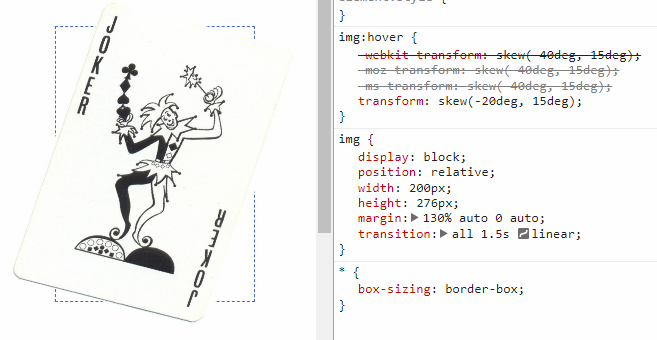 JOKER
JOKER
}
img:hover {
-webkit-transform: skew(-40deg, 15deg);
-moz-transform: skew(-40deg, 15deg);
-ms-transform: skew(-40deg, 15deg);
transform: skew(-20deg, 15deg);
}
img {
display: block;
position: relative;
width: 200px;
height: 276px;
margin: 130% auto 0 auto;
transition: all 1.5s linear;
}
* {
box-sizing: border-box;
}